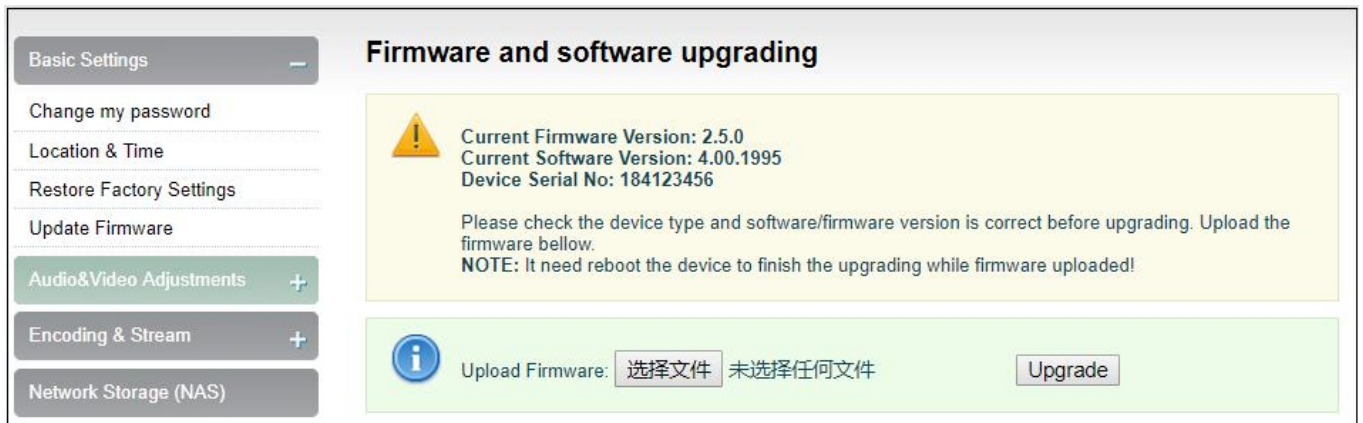 Basic Settings
Change my password
Location & Time
Restore Factory Settings
Update Firmware
Audio&Video Adjustments
Encoding & Stream
Network Storage (NAS)
Firmware and software upgrading
Current Firmware Version: 2.5.0
Current Software Version: 4.00.1995
Device Serial No: 184123456
Please check the device type and software/firmware version is correct before upgrading. Upload the
firmware bellow.
NOTE: It need reboot the device to finish the upgrading while firmware uploaded!
Upload Firmware: 选择文件 未选择任何文件 Upgrade